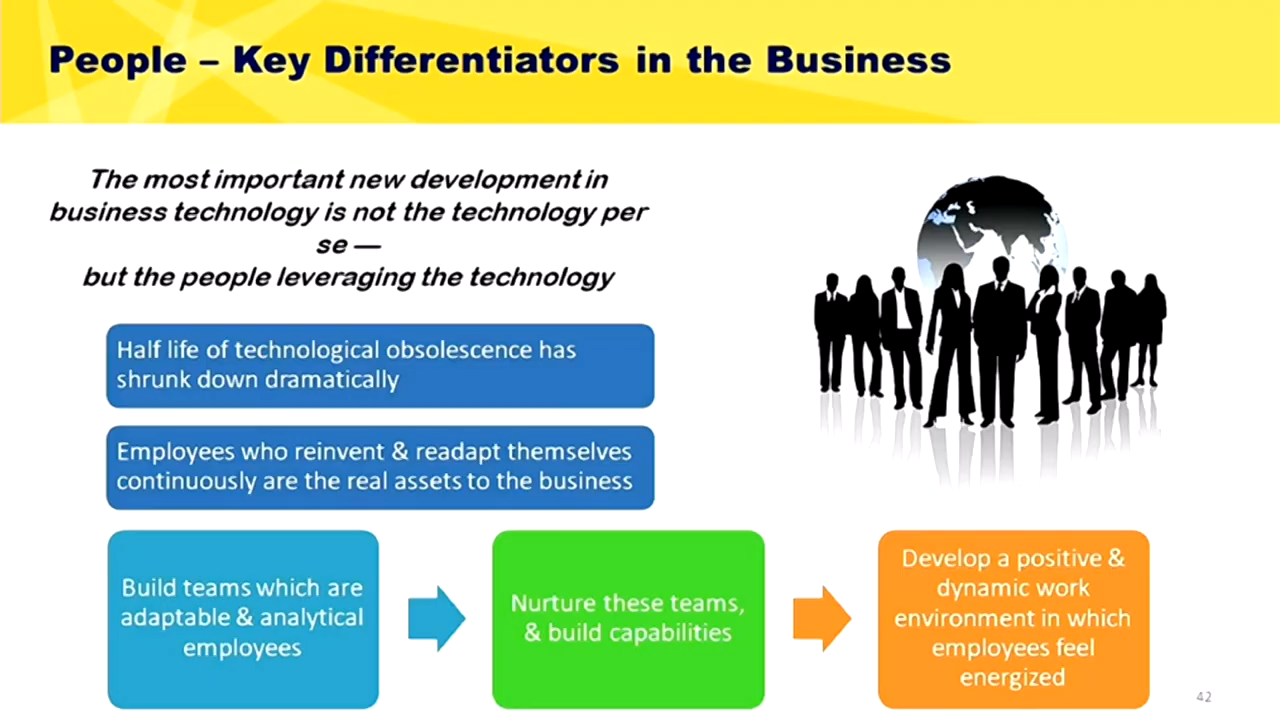 People – Key Differentiators in the Business
The most important new development in
business technology is not the technology per
se —
but the people leveraging the technology
Half life of technological obsolescence has
shrunk down dramatically
Employees who reinvent & readapt themselves
continuously are the real assets to the business
Build teams which are
adaptable & analytical
employees
Nurture these teams,
& build capabilities
Develop a positive &
dynamic work
environment in which
employees feel
energized
42